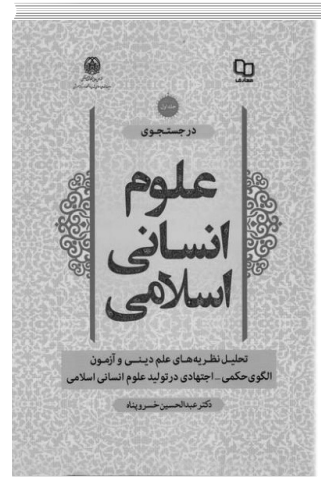 معارف
جلد اول
در جستجوی
علوم
انسانی
اسلامی
تحلیل نظریه‌های علم دینی و آزمون
الگوی حکمی - اجتهادی در تولید علوم انسانی اسلامی
دکتر عبدالحسین خسروپناه